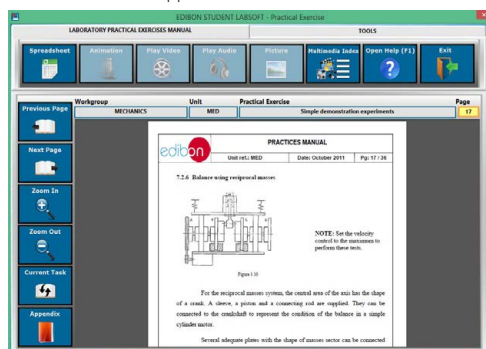 EDIBON STUDENT LABSOFT - Practical Exercise
LABORATORY PRACTICAL EXERCISES MANUAL
TOOLS
Spreadsheet
Animation
Play Video
Play Audio
Picture
Multimedia Index
Open Help (F1)
Exit
Previous Page
Workgroup
Unit
Practical Exercise
Page
MECHANICS
MED
Simple demonstration experiments
17
Next Page
Zoom In
Zoom Out
Current Task
Appendix
edibon
PRACTICES MANUAL
Unit ref.: MED
Date: October 2011
Pg: 17 / 36
7.2.6 Balance using reciprocal masses
NOTE: Set the
velocity
control to the maximum to
perform these tests.
Figure 1.10
For the reciprocal masses system, the central area of the axis has the shape
of a crank. A sleeve, a piston and a connecting rod are supplied. They can be
connected to the crankshaft to represent the condition of the balance in a simple
cylinder motor.
Several adequate plates with the shape of masses sector can be connected